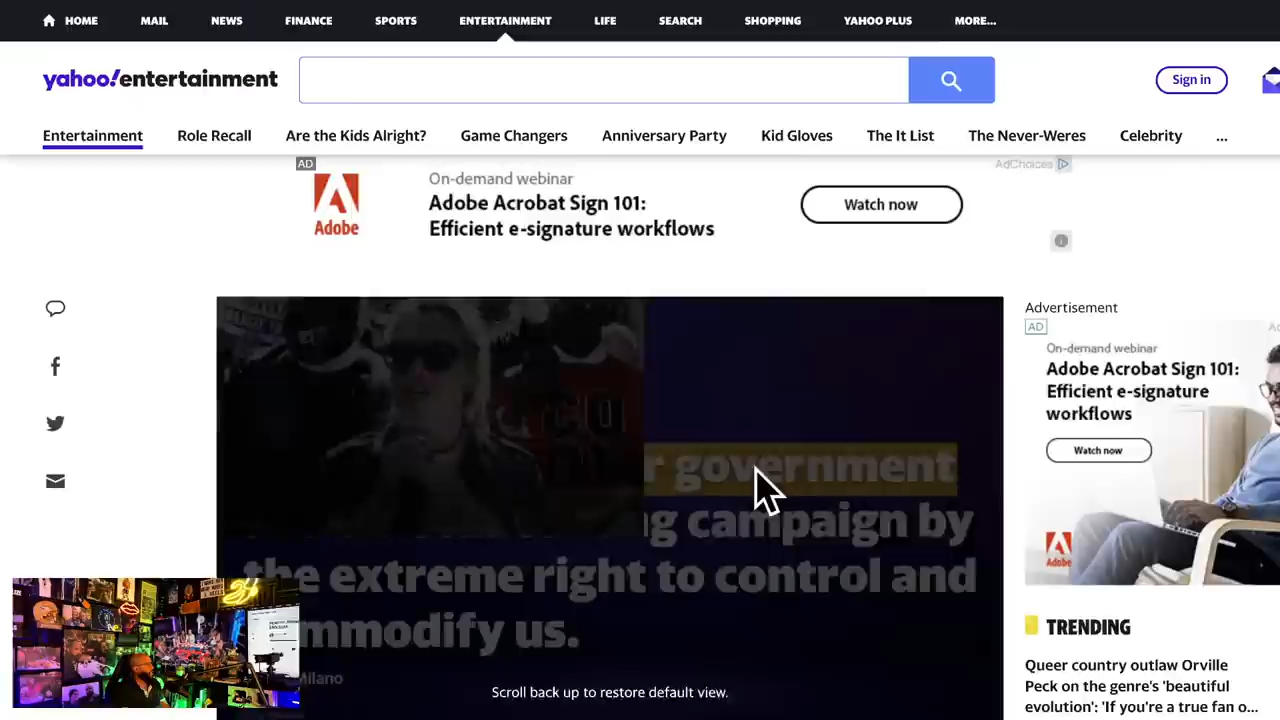 HOME MAIL NEWS FINANCE SPORTS ENTERTAINMENT LIFE SEARCH SHOPPING YAHOO PLUS MORE...
yahoo!entertainment
Sign in
Entertainment Role Recall Are the Kids Alright? Game Changers Anniversary Party Kid Gloves The It List The Never-Weres Celebrity ...
AD
AdChoices
Adobe
On-demand webinar
Adobe Acrobat Sign 101:
Efficient e-signature workflows
Watch now
r government
g campaign by
the extreme right to control and
mmodify us.
Milano
Scroll back up to restore default view.
Advertisement
AD
On-demand webinar
Adobe Acrobat Sign 101:
Efficient e-signature
workflows
Watch now
Adobe
TRENDING
Queer country outlaw Orville
Peck on the genre's 'beautiful
evolution': 'If you're a true fan o...